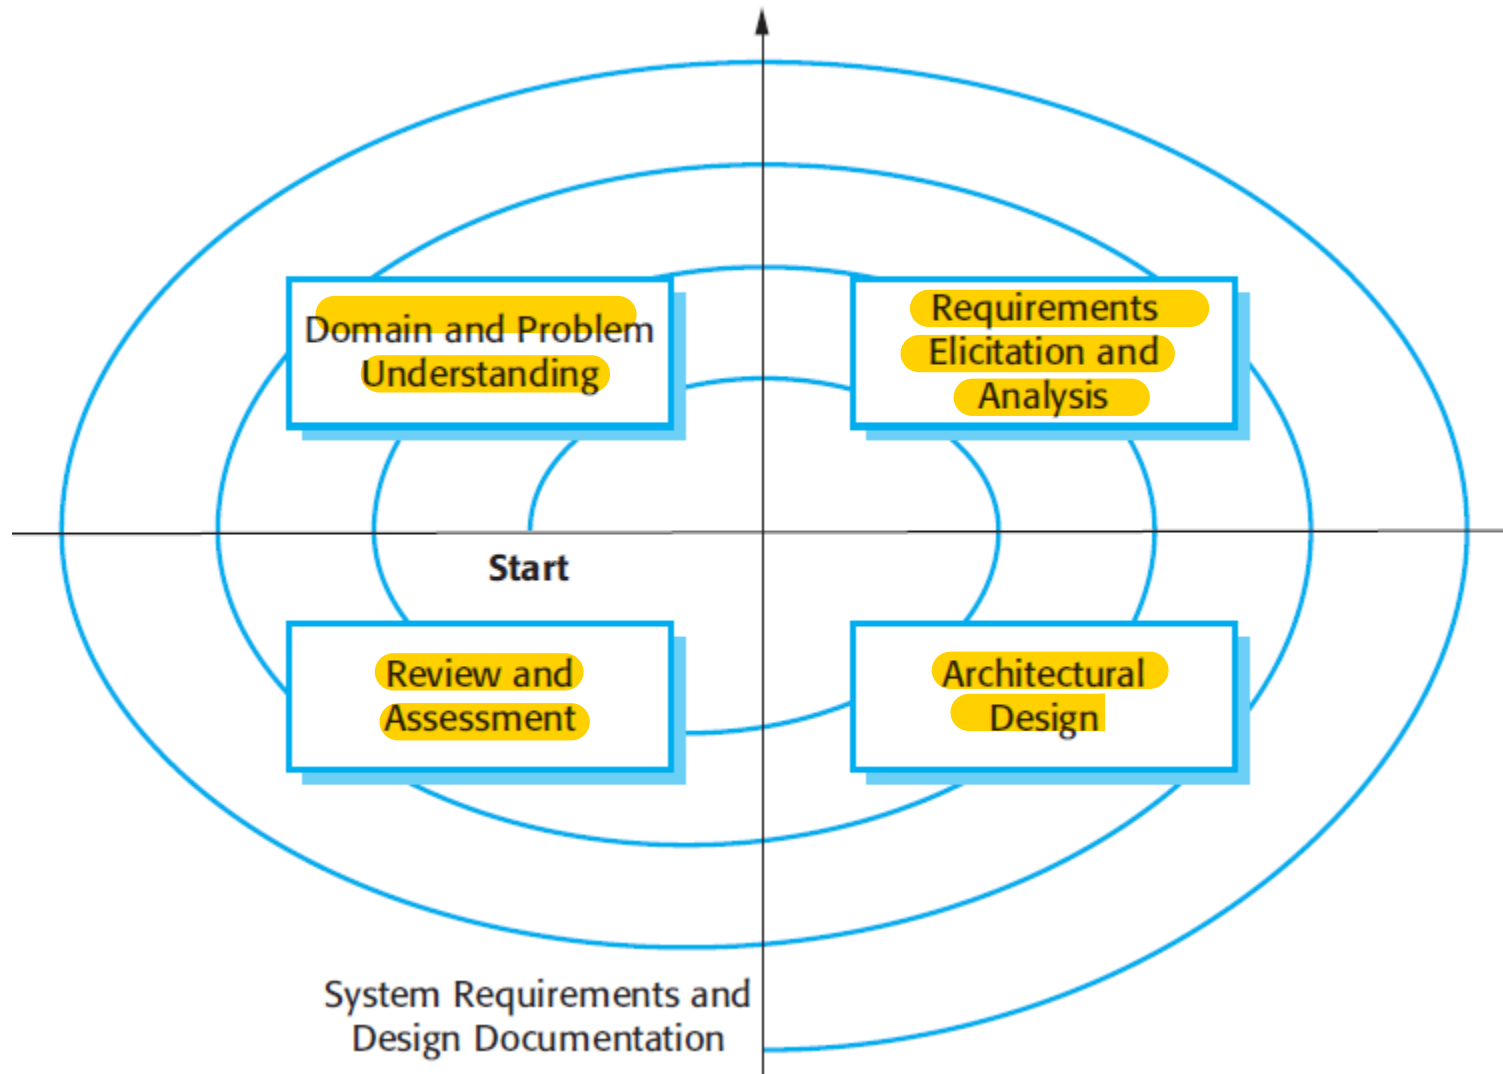 Domain and Problem
Understanding
Requirements
Elicitation and
Analysis
Start
Review and
Assessment
Architectural
Design
System Requirements and
Design Documentation